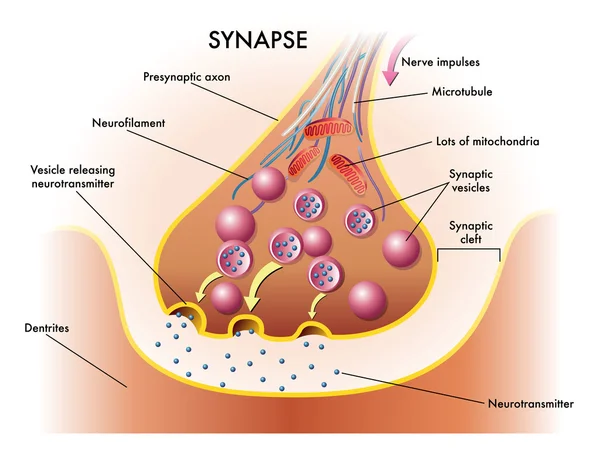 SYNAPSE
Nerve impulses
Presynaptic axon
Microtubule
Neurofilament
Lots of mitochondria
Vesicle releasing
neurotransmitter
Synaptic
vesicles
Synaptic
cleft
Dentrites
Neurotransmitter